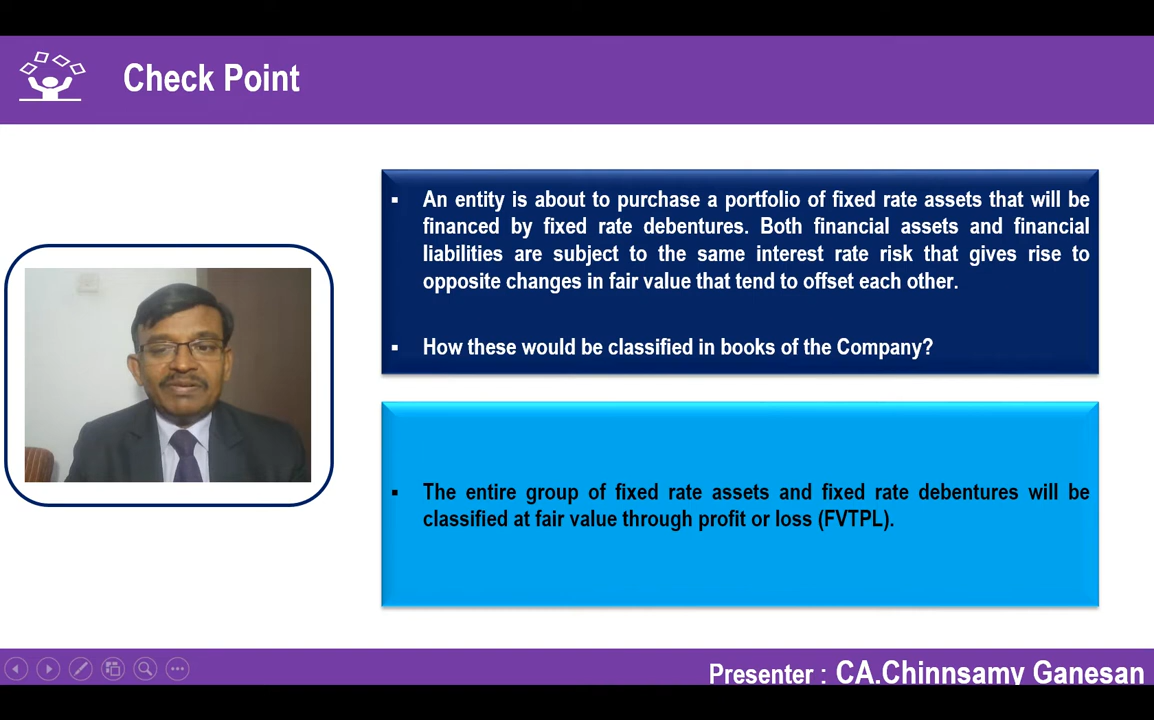 Check Point
▪ An entity is about to purchase a portfolio of fixed rate assets that will be
financed by fixed rate debentures. Both financial assets and financial
liabilities are subject to the same interest rate risk that gives rise to
opposite changes in fair value that tend to offset each other.
▪ How these would be classified in books of the Company?
▪ The entire group of fixed rate assets and fixed rate debentures will be
classified at fair value through profit or loss (FVTPL).
Presenter : CA.Chinnsamy Ganesan